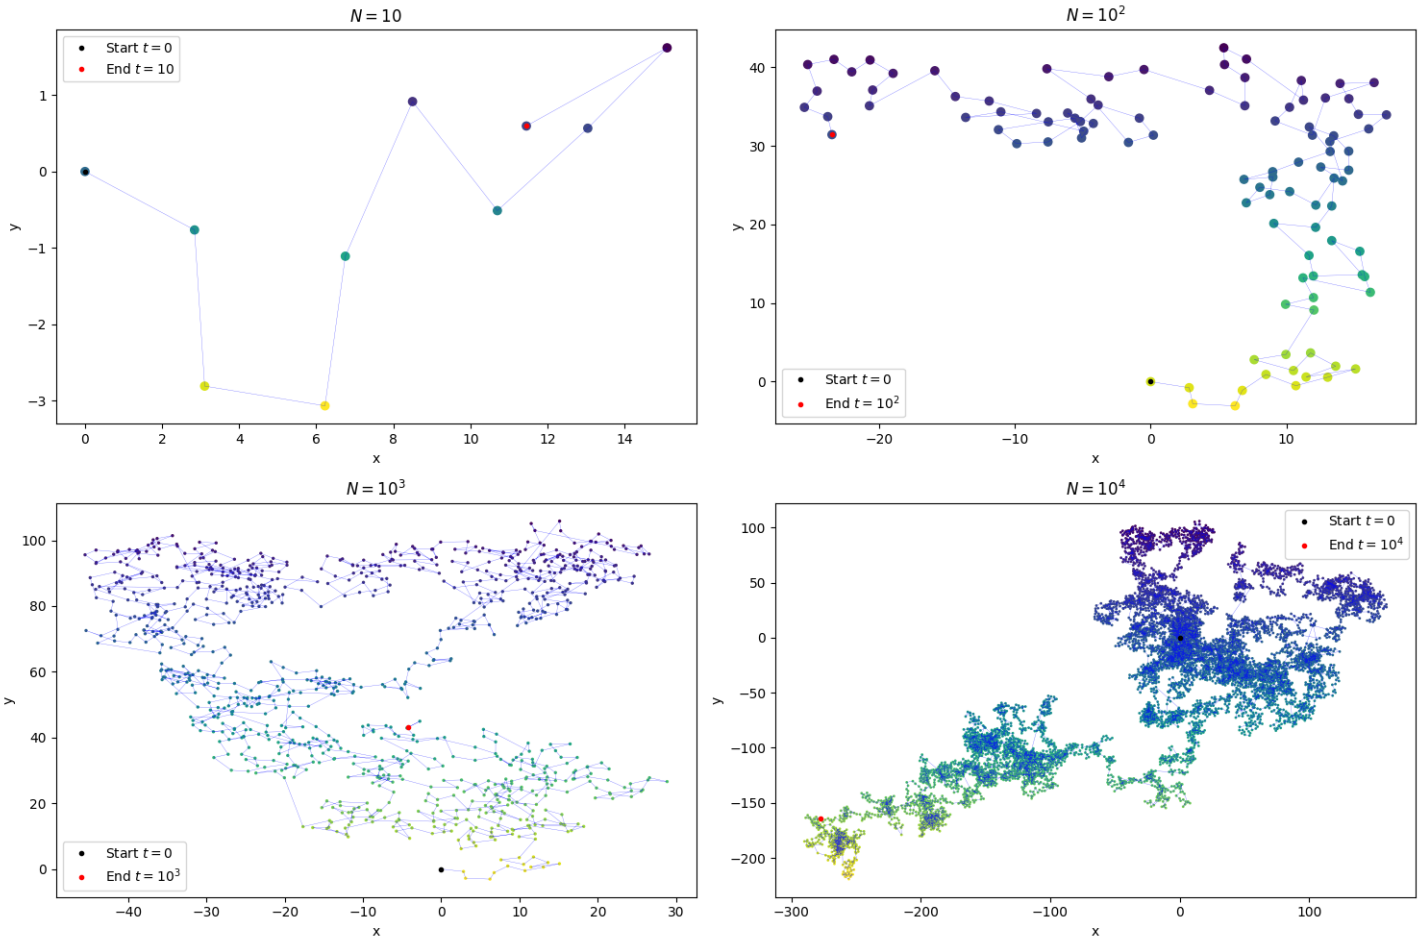 N = 10
Start t = 0
End t = 10
1
0
−1
−2
−3
y
0 2 4 6 8 10 12 14
x
N = 10²
40
30
20
10
0
y
Start t = 0
End t = 10²
−20 −10 0 10
x
N = 10³
100
80
60
40
20
0
y
Start t = 0
End t = 10³
−40 −30 −20 −10 0 10 20 30
x
N = 10⁴
Start t = 0
End t = 10⁴
100
50
0
−50
−100
−150
−200
y
−300 −200 −100 0 100
x